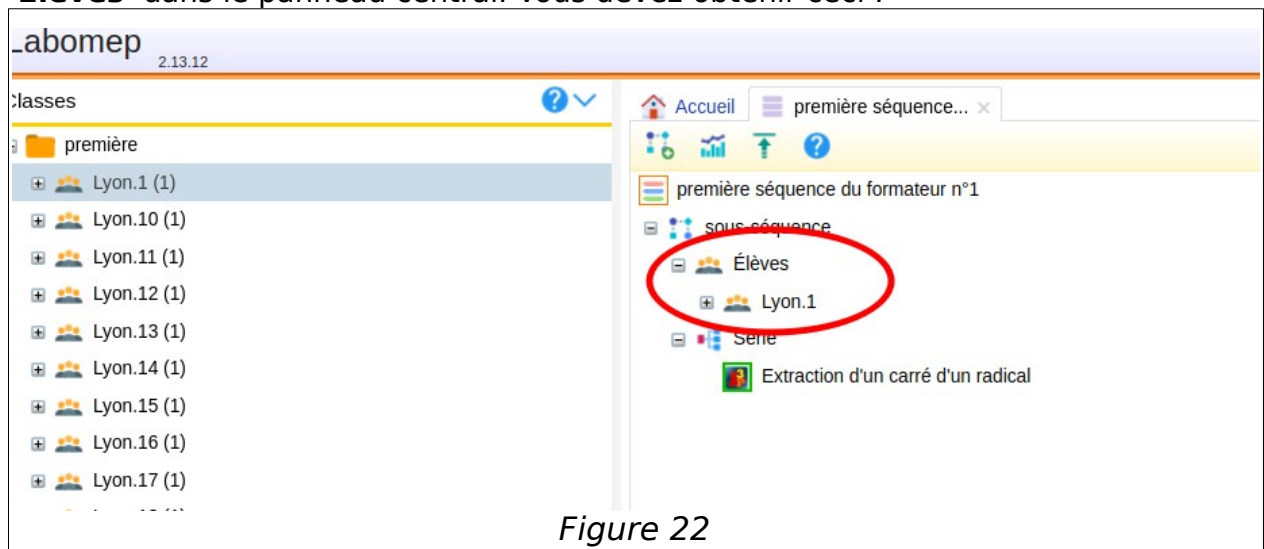 Labomep
2.13.12
Classes
première
Lyon.1 (1)
Lyon.10 (1)
Lyon.11 (1)
Lyon.12 (1)
Lyon.13 (1)
Lyon.14 (1)
Lyon.15 (1)
Lyon.16 (1)
Lyon.17 (1)
Accueil
première séquence...
première séquence du formateur n°1
sous-séquence
Élèves
Lyon.1
Série
Extraction d'un carré d'un radical
Figure 22